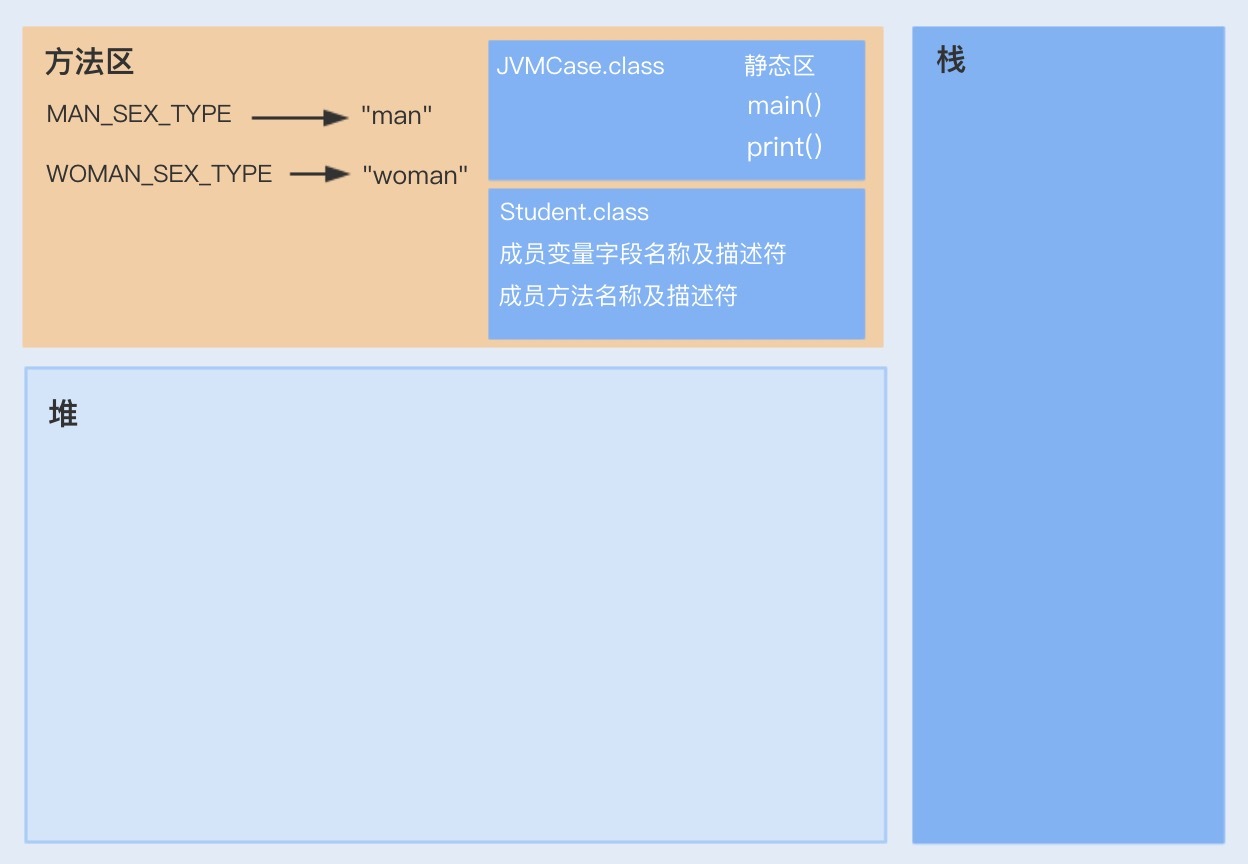 方法区
MAN_SEX_TYPE "man"
WOMAN_SEX_TYPE "woman"
JVMCase.class 静态区
main()
print()
Student.class
成员变量字段名称及描述符
成员方法名称及描述符
堆
栈